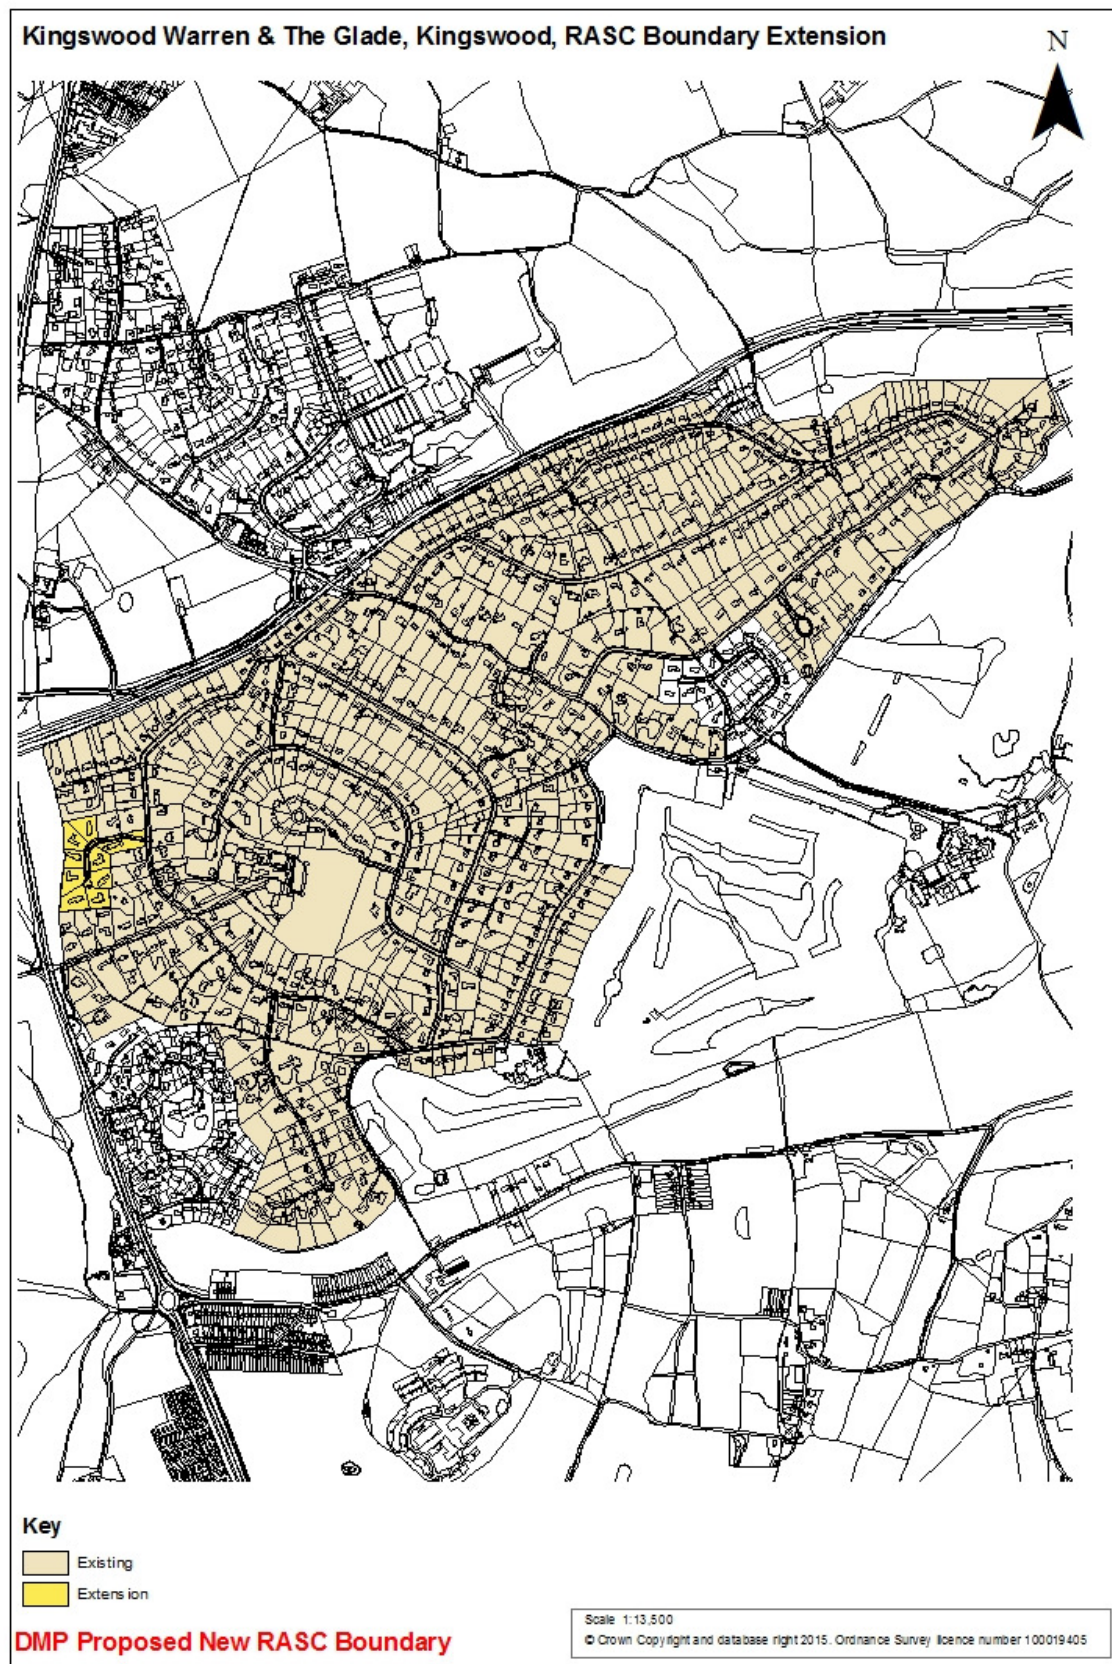 Kingswood Warren & The Glade, Kingswood, RASC Boundary Extension
N
Key
Existing
Extension
DMP Proposed New RASC Boundary
Scale 1:13,500
© Crown Copyright and database right 2015. Ordnance Survey licence number 100019405